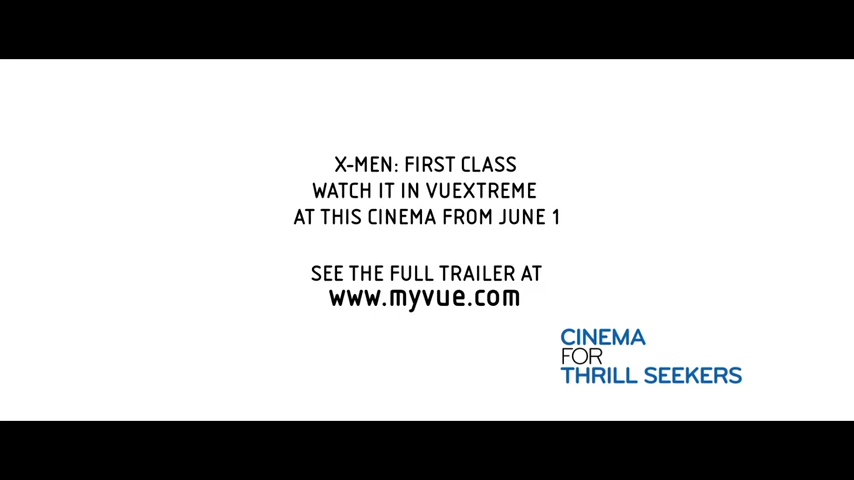 X-MEN: FIRST CLASS
WATCH IT IN VUEXTREME
AT THIS CINEMA FROM JUNE 1
SEE THE FULL TRAILER AT
www.myvue.com
CINEMA
FOR
THRILL SEEKERS